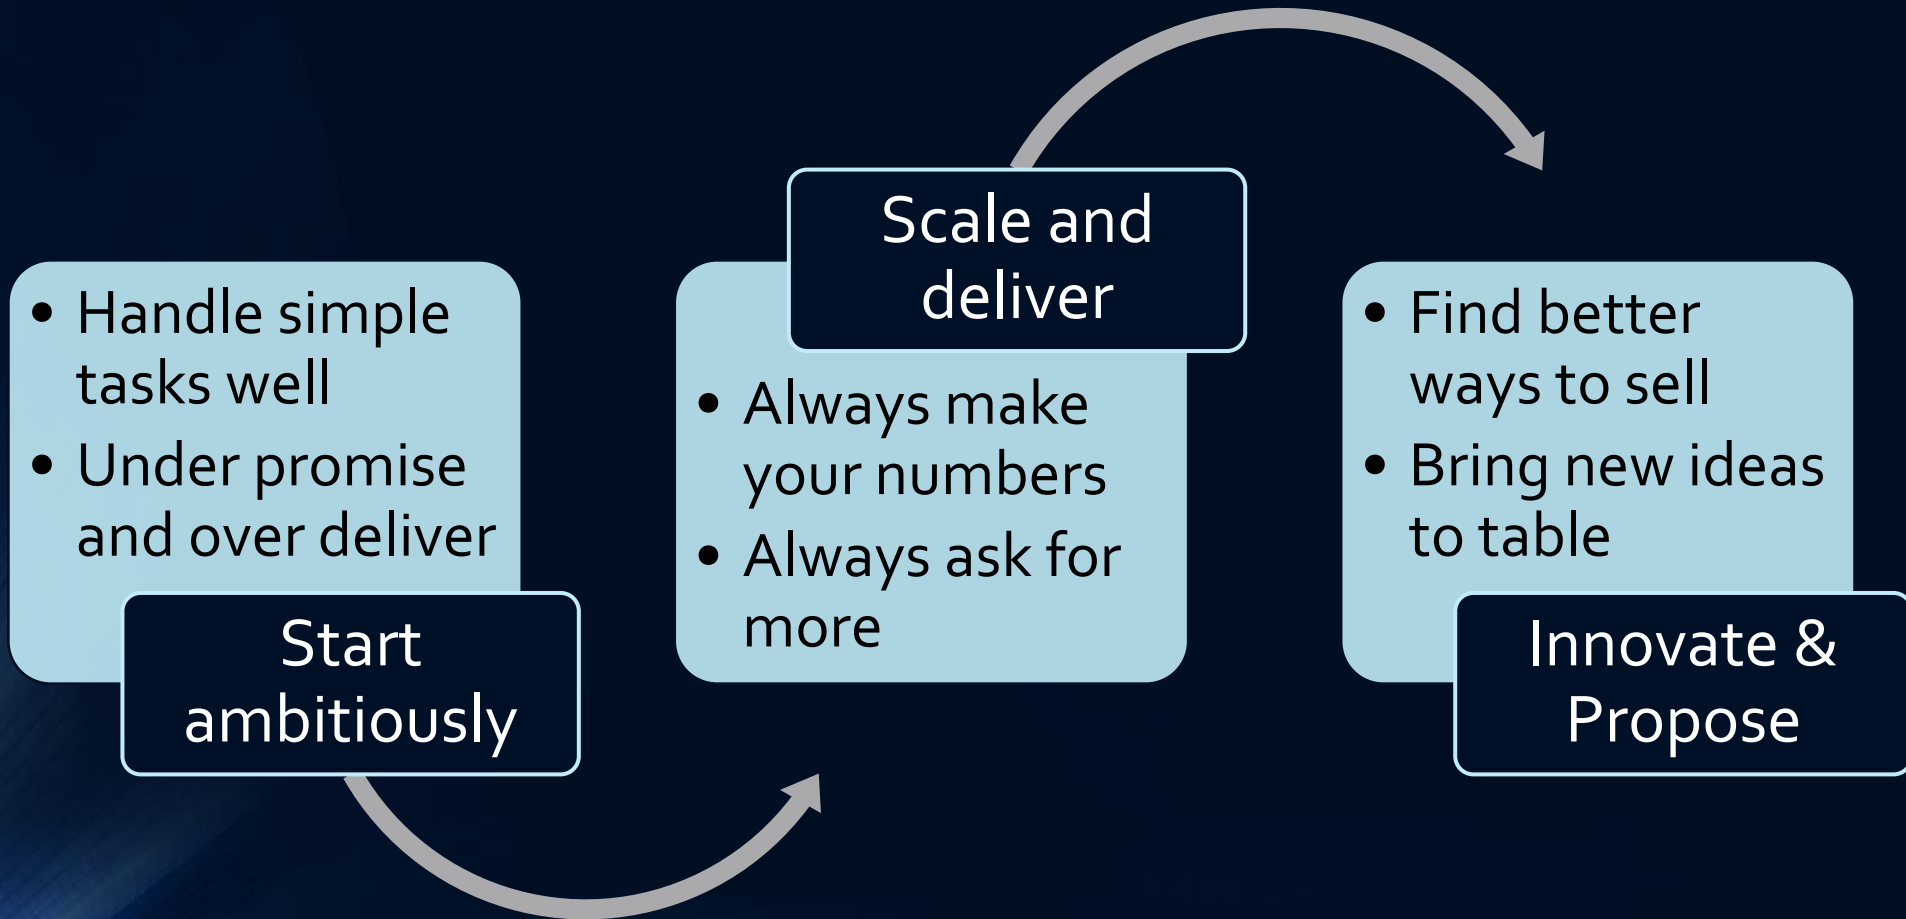 • Handle simple
tasks well
• Under promise
and over deliver
Start
ambitiously
Scale and
deliver
• Always make
your numbers
• Always ask for
more
• Find better
ways to sell
• Bring new ideas
to table
Innovate &
Propose